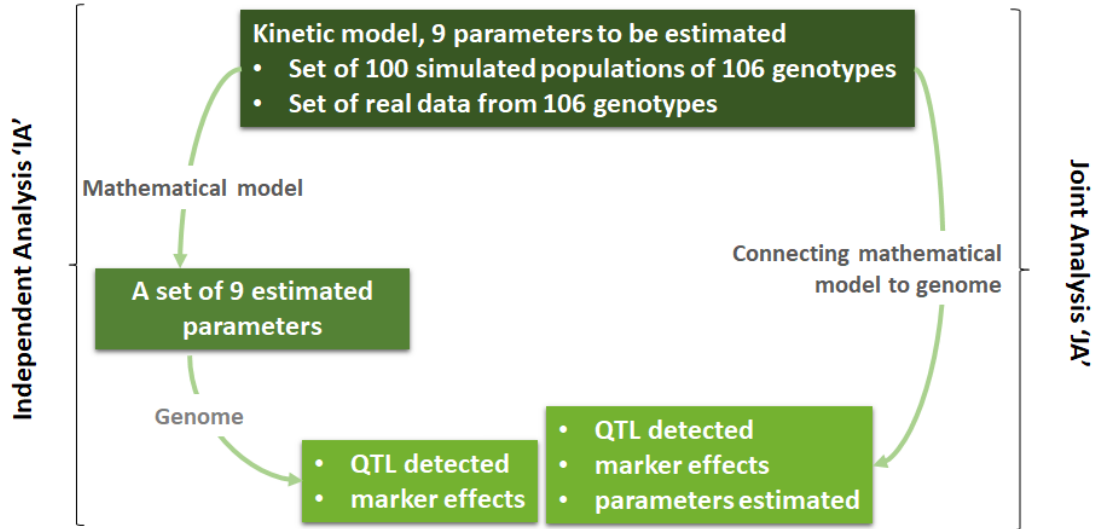 Kinetic model, 9 parameters to be estimated
• Set of 100 simulated populations of 106 genotypes
• Set of real data from 106 genotypes
Independent Analysis 'IA'
Mathematical model
A set of 9 estimated
parameters
Genome
• QTL detected
• marker effects
Joint Analysis 'JA'
Connecting mathematical
model to genome
• QTL detected
• marker effects
• parameters estimated